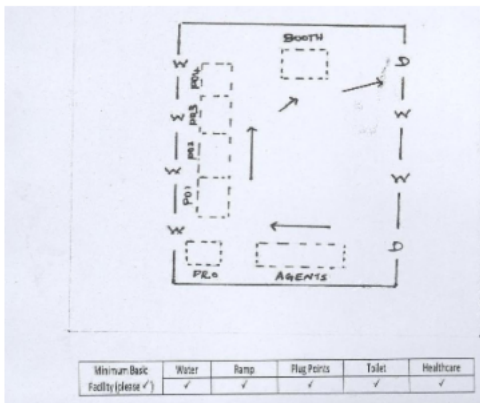 BOOTH
W
PO4
D
W
PO3
W
PO2
W
PO1
W
W
D
PRO
AGENTS
Minimum Basic Facility (please ✓)
Water
Ramp
Plug Points
Toilet
Healthcare
✓
✓
✓
✓
✓